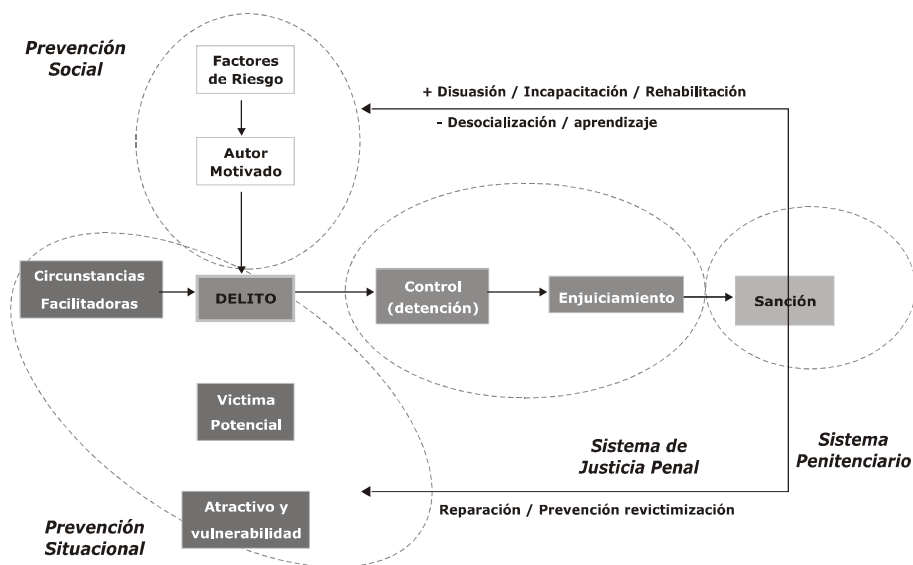 Prevención
Social
Factores
de Riesgo
+ Disuasión / Incapacitación / Rehabilitación
- Desocialización / aprendizaje
Autor
Motivado
Circunstancias
Facilitadoras
DELITO
Control
(detención)
Enjuiciamiento
Sanción
Victima
Potencial
Sistema de
Justicia Penal
Sistema
Penitenciario
Atractivo y
vulnerabilidad
Reparación / Prevención revictimización
Prevención
Situacional